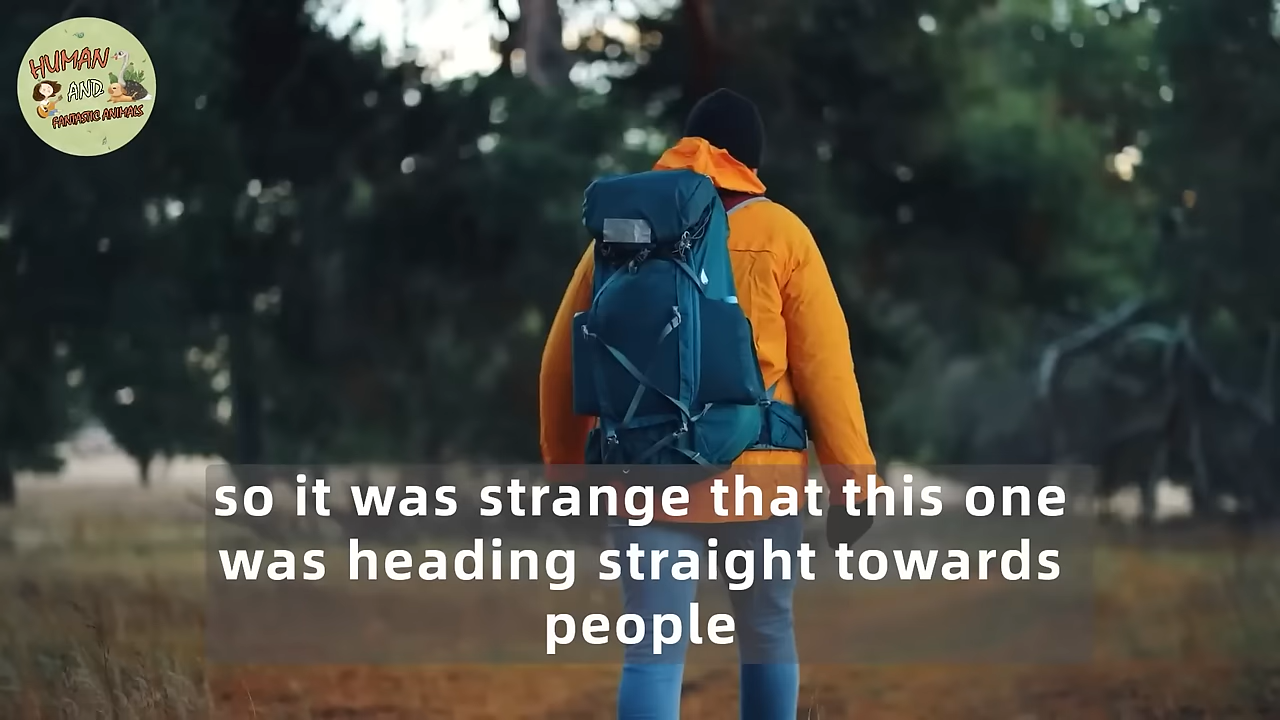 HUMAN
AND
FANTASTIC ANIMALS
so it was strange that this one
was heading straight towards
people